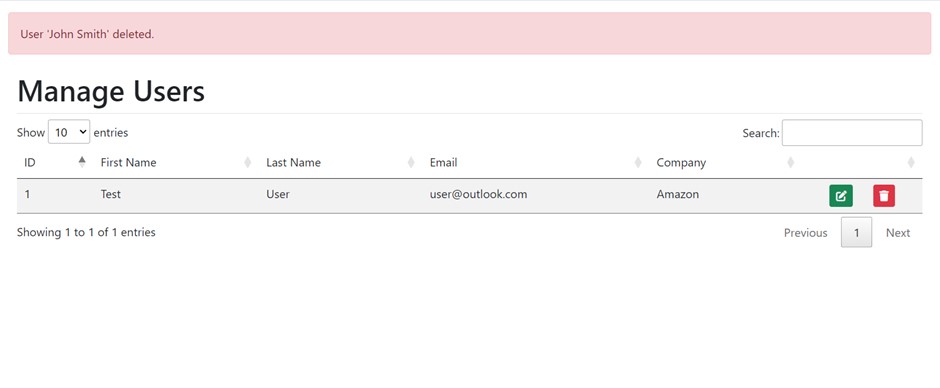 User 'John Smith' deleted.
Manage Users
Show 10 entries Search:
ID First Name Last Name Email Company
1 Test User user@outlook.com Amazon
Showing 1 to 1 of 1 entries Previous 1 Next